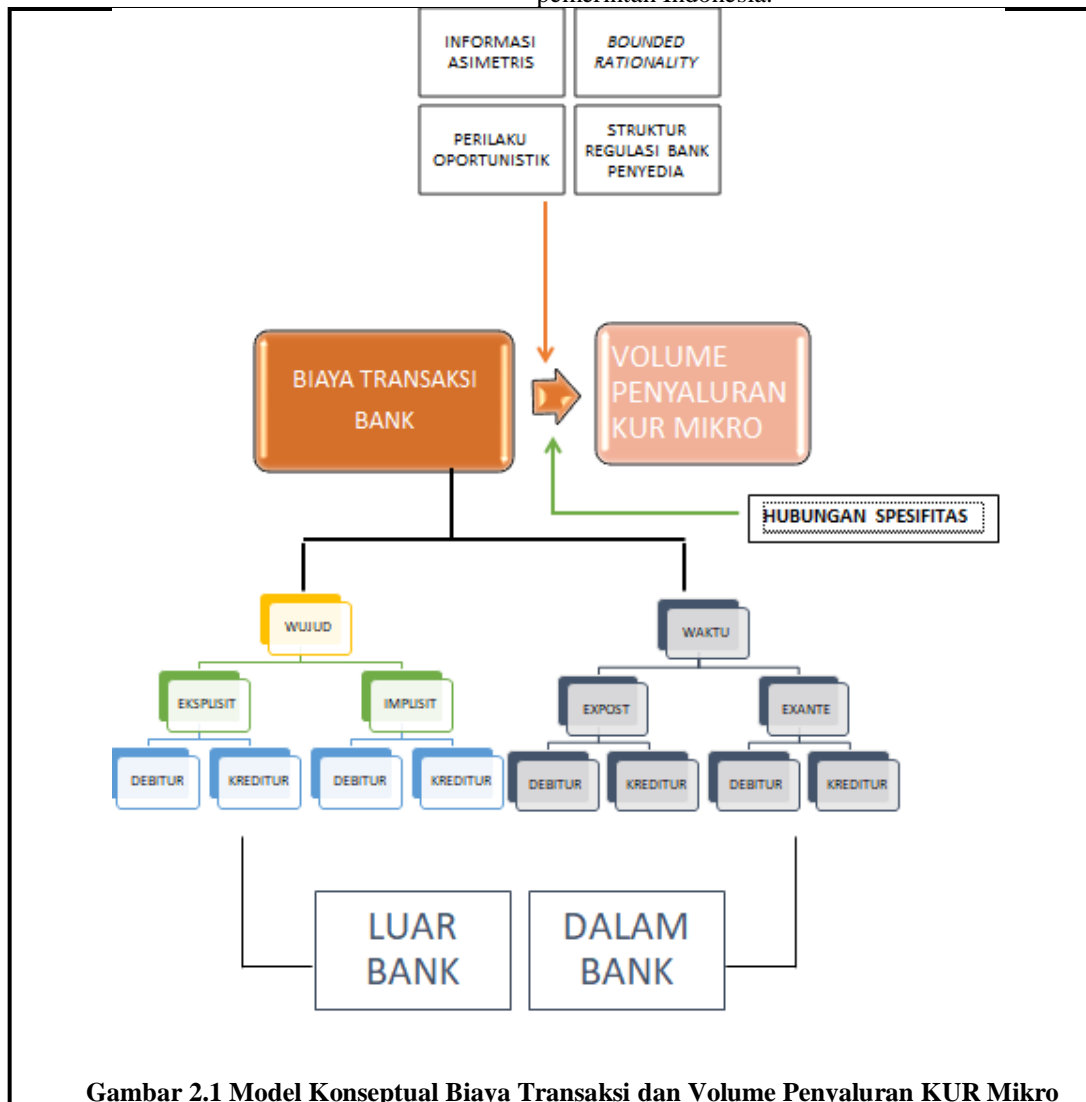 pemerintah Indonesia.
INFORMASI
ASIMETRIS
BOUNDED
RATIONALITY
PERILAKU
OPORTUNISTIK
STRUKTUR
REGULASI BANK
PENYEDIA
BIAYA TRANSAKSI
BANK
VOLUME
PENYALURAN
KUR MIKRO
HUBUNGAN SPESIFITAS
WUJUD
WAKTU
EKSPLISIT
IMPLISIT
EXPOST
EXANTE
DEBITUR
KREDITUR
DEBITUR
KREDITUR
DEBITUR
KREDITUR
DEBITUR
KREDITUR
LUAR
BANK
DALAM
BANK
Gambar 2.1 Model Konseptual Biaya Transaksi dan Volume Penyaluran KUR Mikro